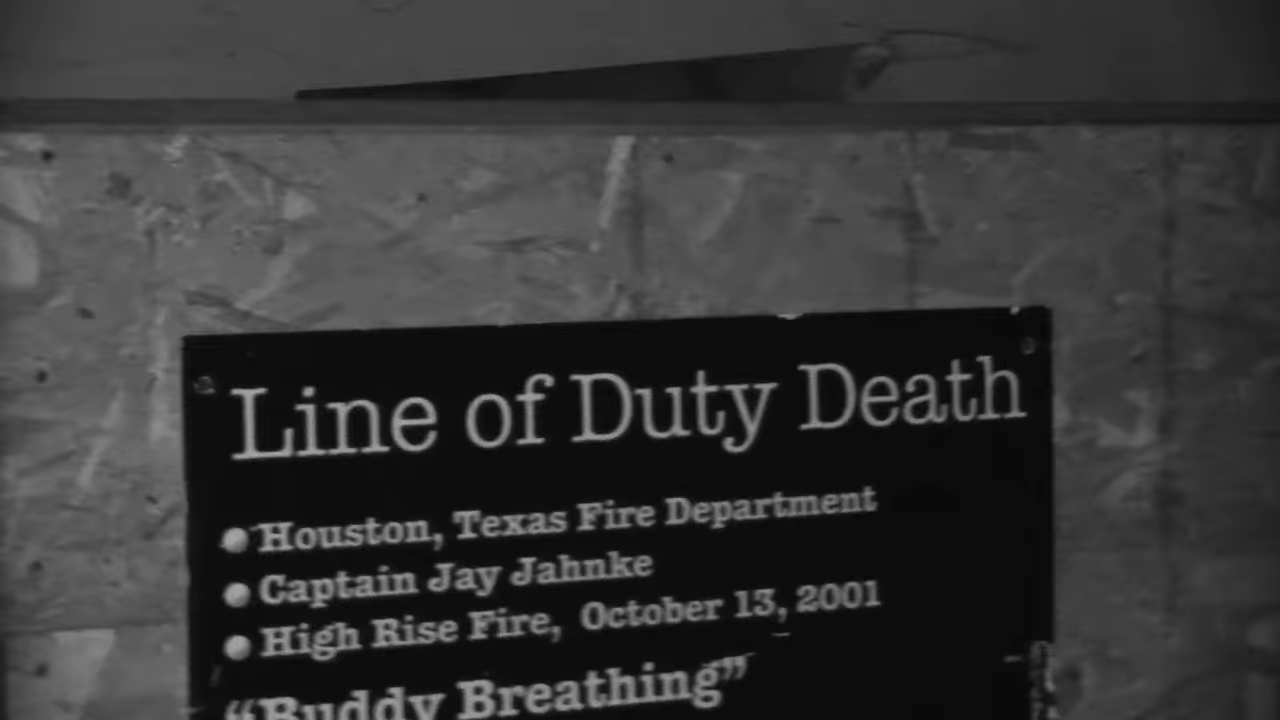 Line of Duty Death
Houston, Texas Fire Department
Captain Jay Jahnke
High Rise Fire, October 13, 2001
“Buddy Breathing”